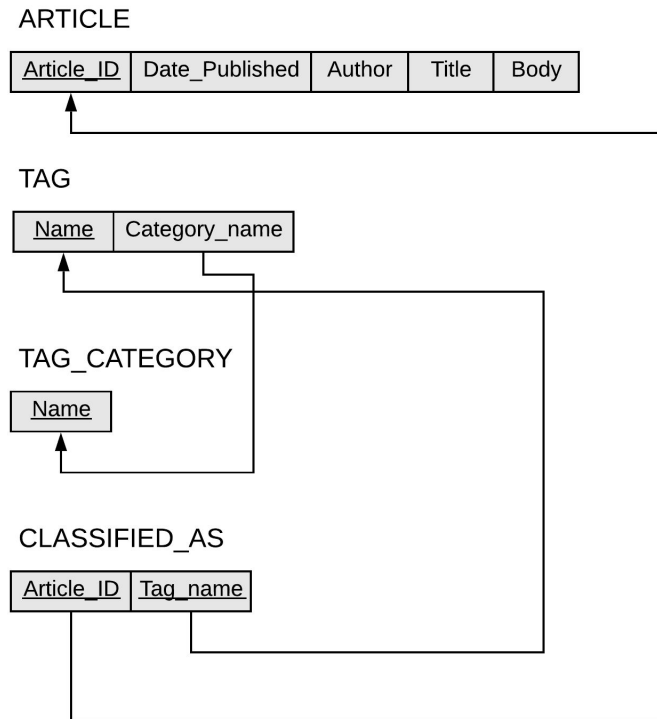 ARTICLE
Article_ID Date_Published Author Title Body
TAG
Name Category_name
TAG_CATEGORY
Name
CLASSIFIED_AS
Article_ID Tag_name